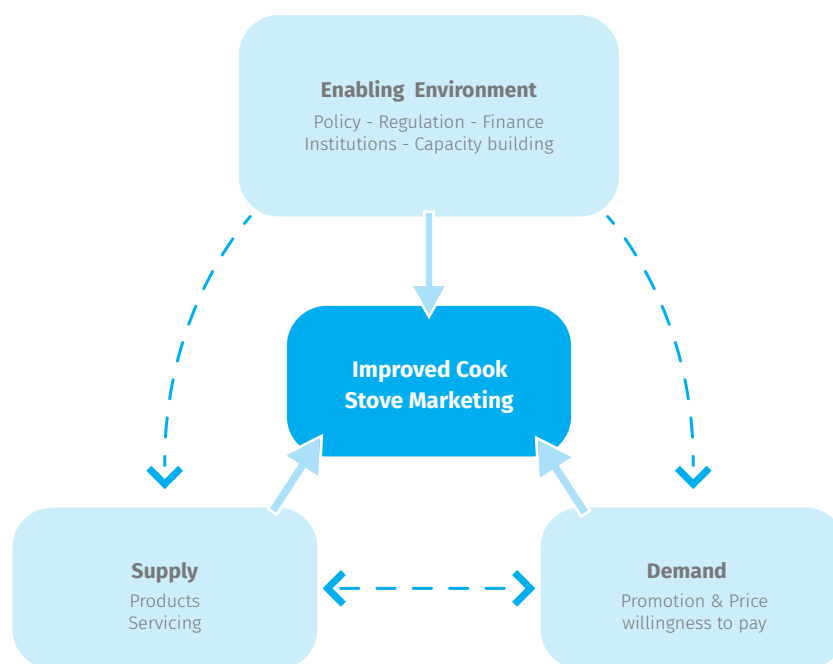 Enabling Environment
Policy - Regulation - Finance
Institutions - Capacity building
Improved Cook
Stove Marketing
Supply
Products
Servicing
Demand
Promotion & Price
willingness to pay